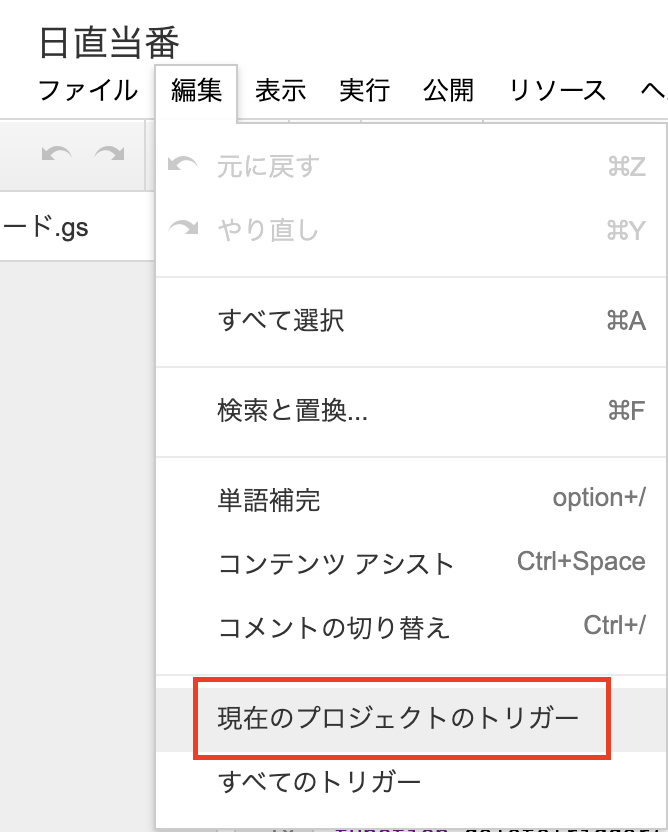 日直当番
ファイル 編集 表示 実行 公開 リソース ヘ
元に戻す ⌘Z
やり直し ⌘Y
ード.gs
すべて選択 ⌘A
検索と置換... ⌘F
単語補完 option+/
コンテンツ アシスト Ctrl+Space
コメントの切り替え Ctrl+/
現在のプロジェクトのトリガー
すべてのトリガー